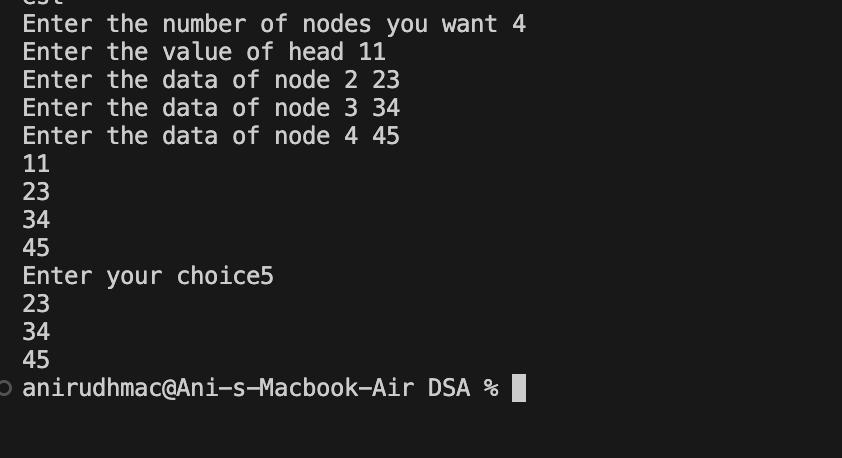 Enter the number of nodes you want 4
Enter the value of head 11
Enter the data of node 2 23
Enter the data of node 3 34
Enter the data of node 4 45
11
23
34
45
Enter your choice5
23
34
45
anirudhmac@Ani-s-Macbook-Air DSA %